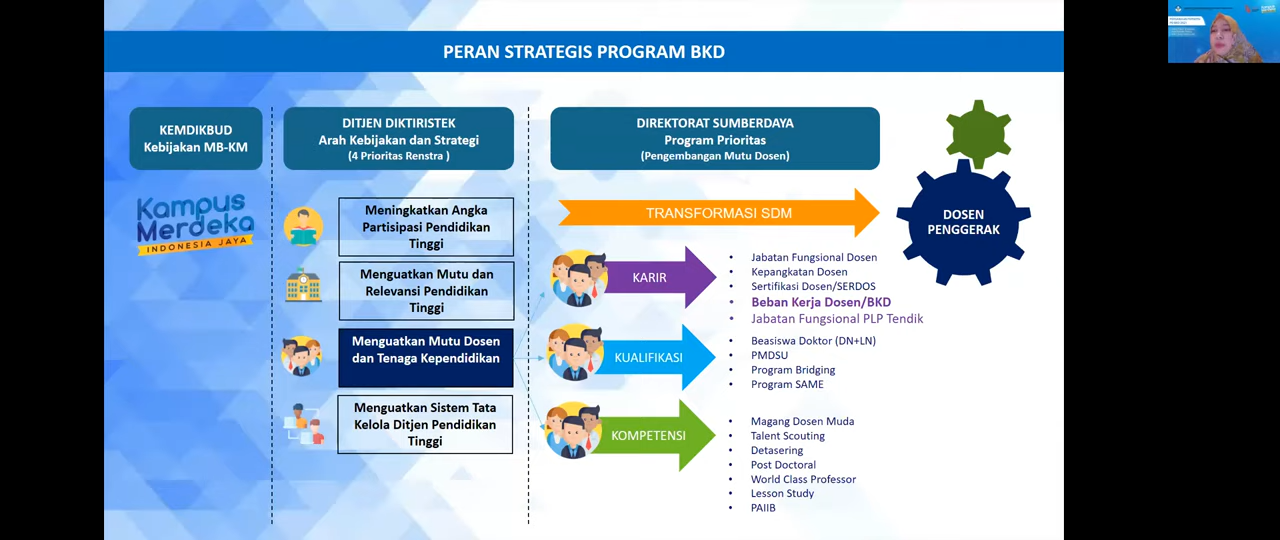 PERAN STRATEGIS PROGRAM BKD
KEMDIKBUD
Kebijakan MB-KM
Kampus
Merdeka
INDONESIA JAYA
DITJEN DIKTIRISTEK
Arah Kebijakan dan Strategi
(4 Prioritas Renstra )
Meningkatkan Angka
Partisipasi Pendidikan
Tinggi
Menguatkan Mutu dan
Relevansi Pendidikan
Tinggi
Menguatkan Mutu Dosen
dan Tenaga Kependidikan
Menguatkan Sistem Tata
Kelola Ditjen Pendidikan
Tinggi
DIREKTORAT SUMBERDAYA
Program Prioritas
(Pengembangan Mutu Dosen)
TRANSFORMASI SDM
DOSEN
PENGGERAK
KARIR
• Jabatan Fungsional Dosen
• Kepangkatan Dosen
• Sertifikasi Dosen/SERDOS
• Beban Kerja Dosen/BKD
• Jabatan Fungsional PLP Tendik
KUALIFIKASI
• Beasiswa Doktor (DN+LN)
• PMDSU
• Program Bridging
• Program SAME
KOMPETENSI
• Magang Dosen Muda
• Talent Scouting
• Detasering
• Post Doctoral
• World Class Professor
• Lesson Study
• PAIIB